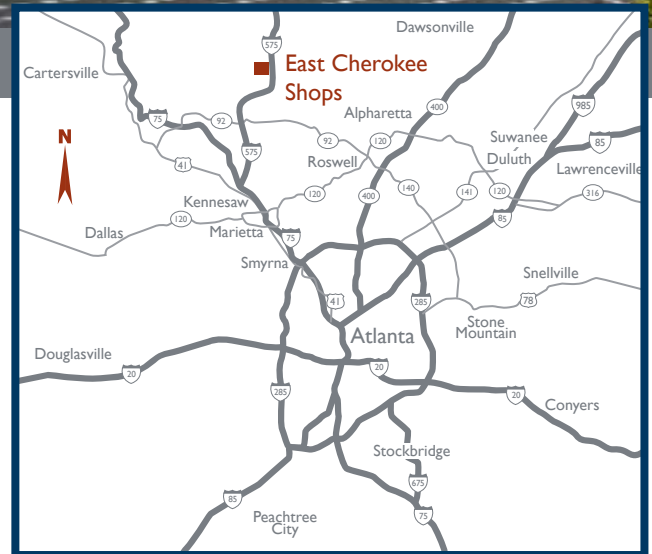 Dawsonville
575
East Cherokee
Shops
Cartersville
985
400
Alpharetta
75
92
92
120
Suwanee
Duluth
85
575
Roswell
41
Lawrenceville
N
120
400
140
141
120
316
Kennesaw
120
Marietta
85
Dallas
75
Smyrna
Snellville
41
285
78
Stone
Mountain
Atlanta
Douglasville
20
20
285
20
Conyers
Stockbridge
675
85
75
Peachtree
City